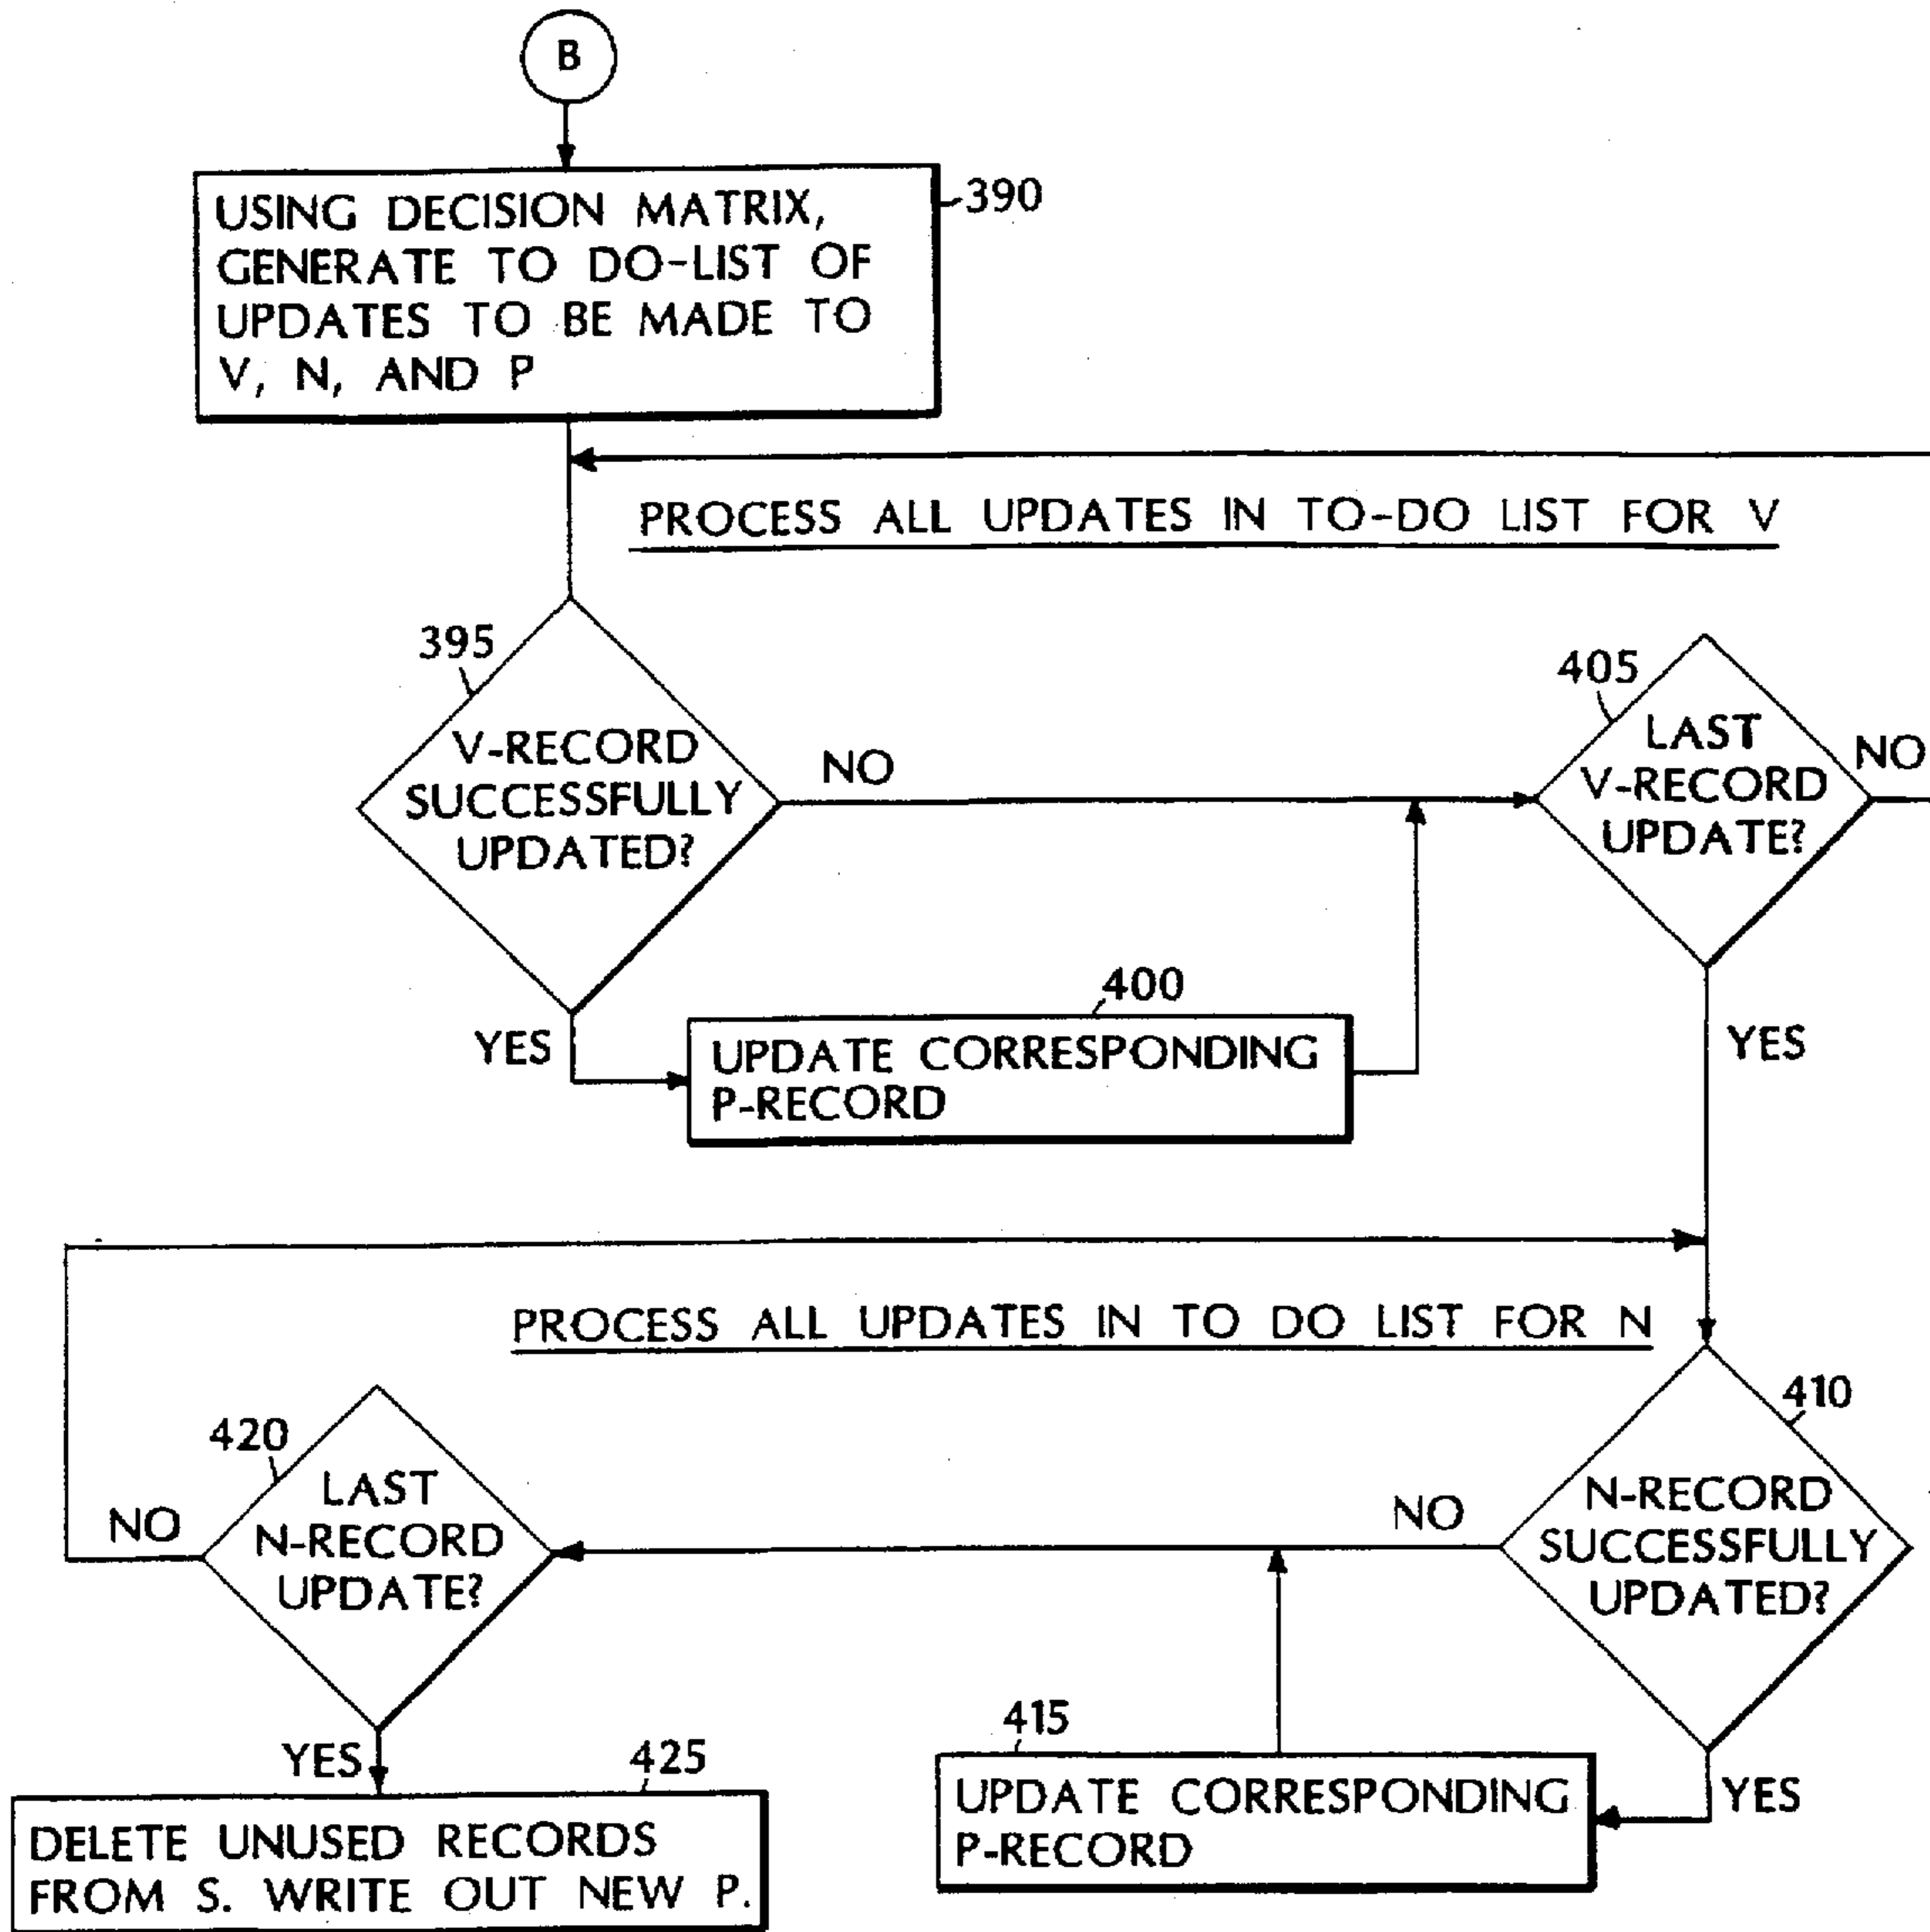 B
USING DECISION MATRIX,
GENERATE TO DO-LIST OF
UPDATES TO BE MADE TO
V, N, AND P
390
PROCESS ALL UPDATES IN TO-DO LIST FOR V
395
V-RECORD
SUCCESSFULLY
UPDATED?
NO
405
LAST
V-RECORD
UPDATE?
NO
YES
400
UPDATE CORRESPONDING
P-RECORD
YES
PROCESS ALL UPDATES IN TO DO LIST FOR N
410
N-RECORD
SUCCESSFULLY
UPDATED?
NO
420
LAST
N-RECORD
UPDATE?
NO
YES
415
UPDATE CORRESPONDING
P-RECORD
YES
425
DELETE UNUSED RECORDS
FROM S. WRITE OUT NEW P.